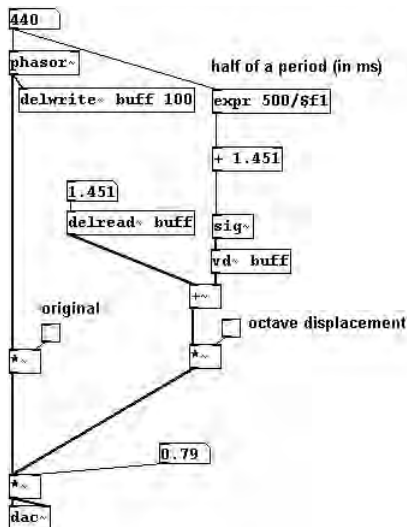 440
phasor~
half of a period (in ms)
delwrite~ buff 100
expr 500/$f1
+ 1.451
1.451
delread~ buff
sig~
vd~ buff
+~
original
octave displacement
*~
*~
0.79
*~
dac~